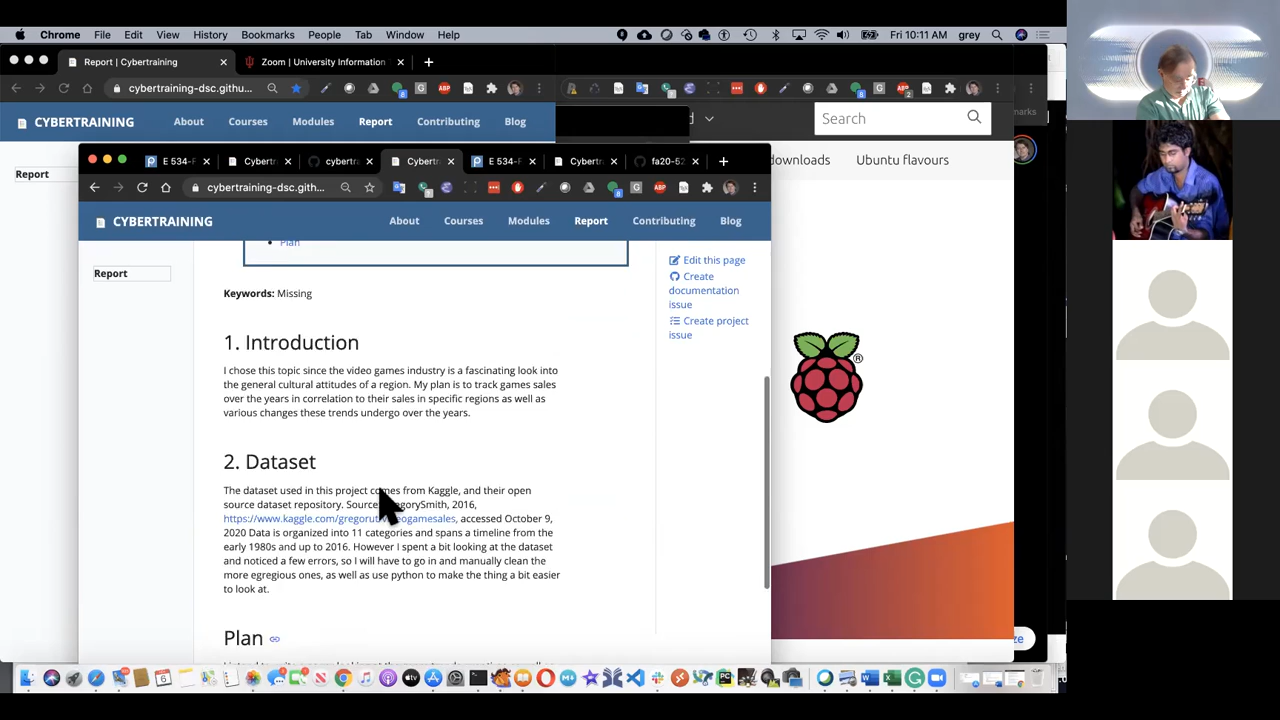 Chrome File Edit View History Bookmarks People Tab Window Help Fri 10:11 AM grey
Report | Cybertraining Zoom | University Information
cybertraining-dsc.githu...
CYBERTRAINING About Courses Modules Report Contributing Blog
Search
downloads Ubuntu flavours
Report
E 534-F Cybert cybertra Cybertr E 534-F Cybert fa20-52
cybertraining-dsc.gith...
CYBERTRAINING About Courses Modules Report Contributing Blog
Plan
Report
Edit this page
Create
documentation
issue
Create project
issue
Keywords: Missing
1. Introduction
I chose this topic since the video games industry is a fascinating look into
the general cultural attitudes of a region. My plan is to track games sales
over the years in correlation to their sales in specific regions as well as
various changes these trends undergo over the years.
2. Dataset
The dataset used in this project comes from Kaggle, and their open
source dataset repository. Source egorySmith, 2016,
https://www.kaggle.com/gregorut ogamesales, accessed October 9,
2020 Data is organized into 11 categories and spans a timeline from the
early 1980s and up to 2016. However I spent a bit looking at the dataset
and noticed a few errors, so I will have to go in and manually clean the
more egregious ones, as well as use python to make the thing a bit easier
to look at.
Plan